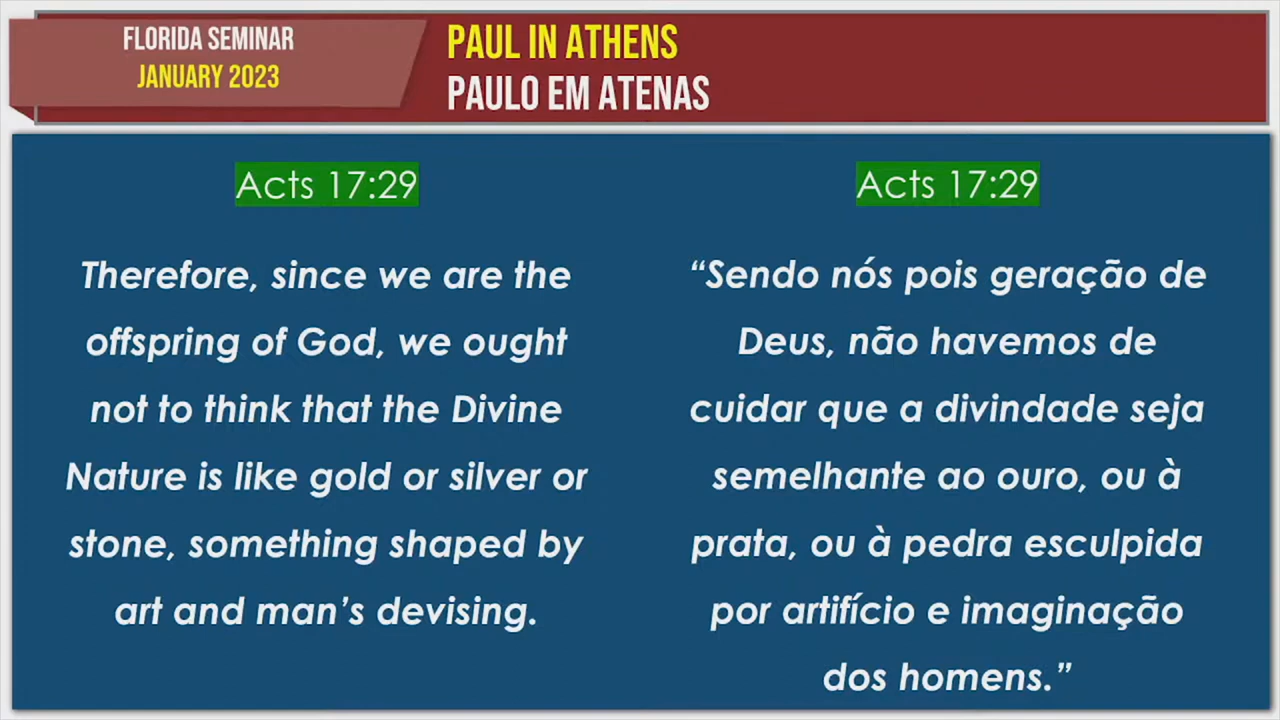 FLORIDA SEMINAR
JANUARY 2023
PAUL IN ATHENS
PAULO EM ATENAS
Acts 17:29
Therefore, since we are the
offspring of God, we ought
not to think that the Divine
Nature is like gold or silver or
stone, something shaped by
art and man’s devising.
Acts 17:29
“Sendo nós pois geração de
Deus, não havemos de
cuidar que a divindade seja
semelhante ao ouro, ou à
prata, ou à pedra esculpida
por artifício e imaginação
dos homens.”